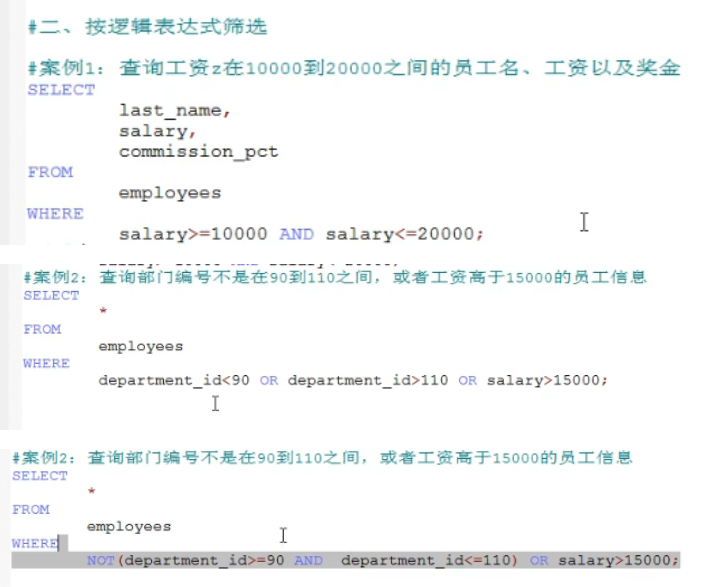 #二、按逻辑表达式筛选
#案例1：查询工资z在10000到20000之间的员工名、工资以及奖金
SELECT
last_name,
salary,
commission_pct
FROM
employees
WHERE
salary>=10000 AND salary<=20000;
#案例2：查询部门编号不是在90到110之间，或者工资高于15000的员工信息
SELECT
*
FROM
employees
WHERE
department_id<90 OR department_id>110 OR salary>15000;
#案例2：查询部门编号不是在90到110之间，或者工资高于15000的员工信息
SELECT
*
FROM
employees
WHERE
NOT(department_id>=90 AND department_id<=110) OR salary>15000;